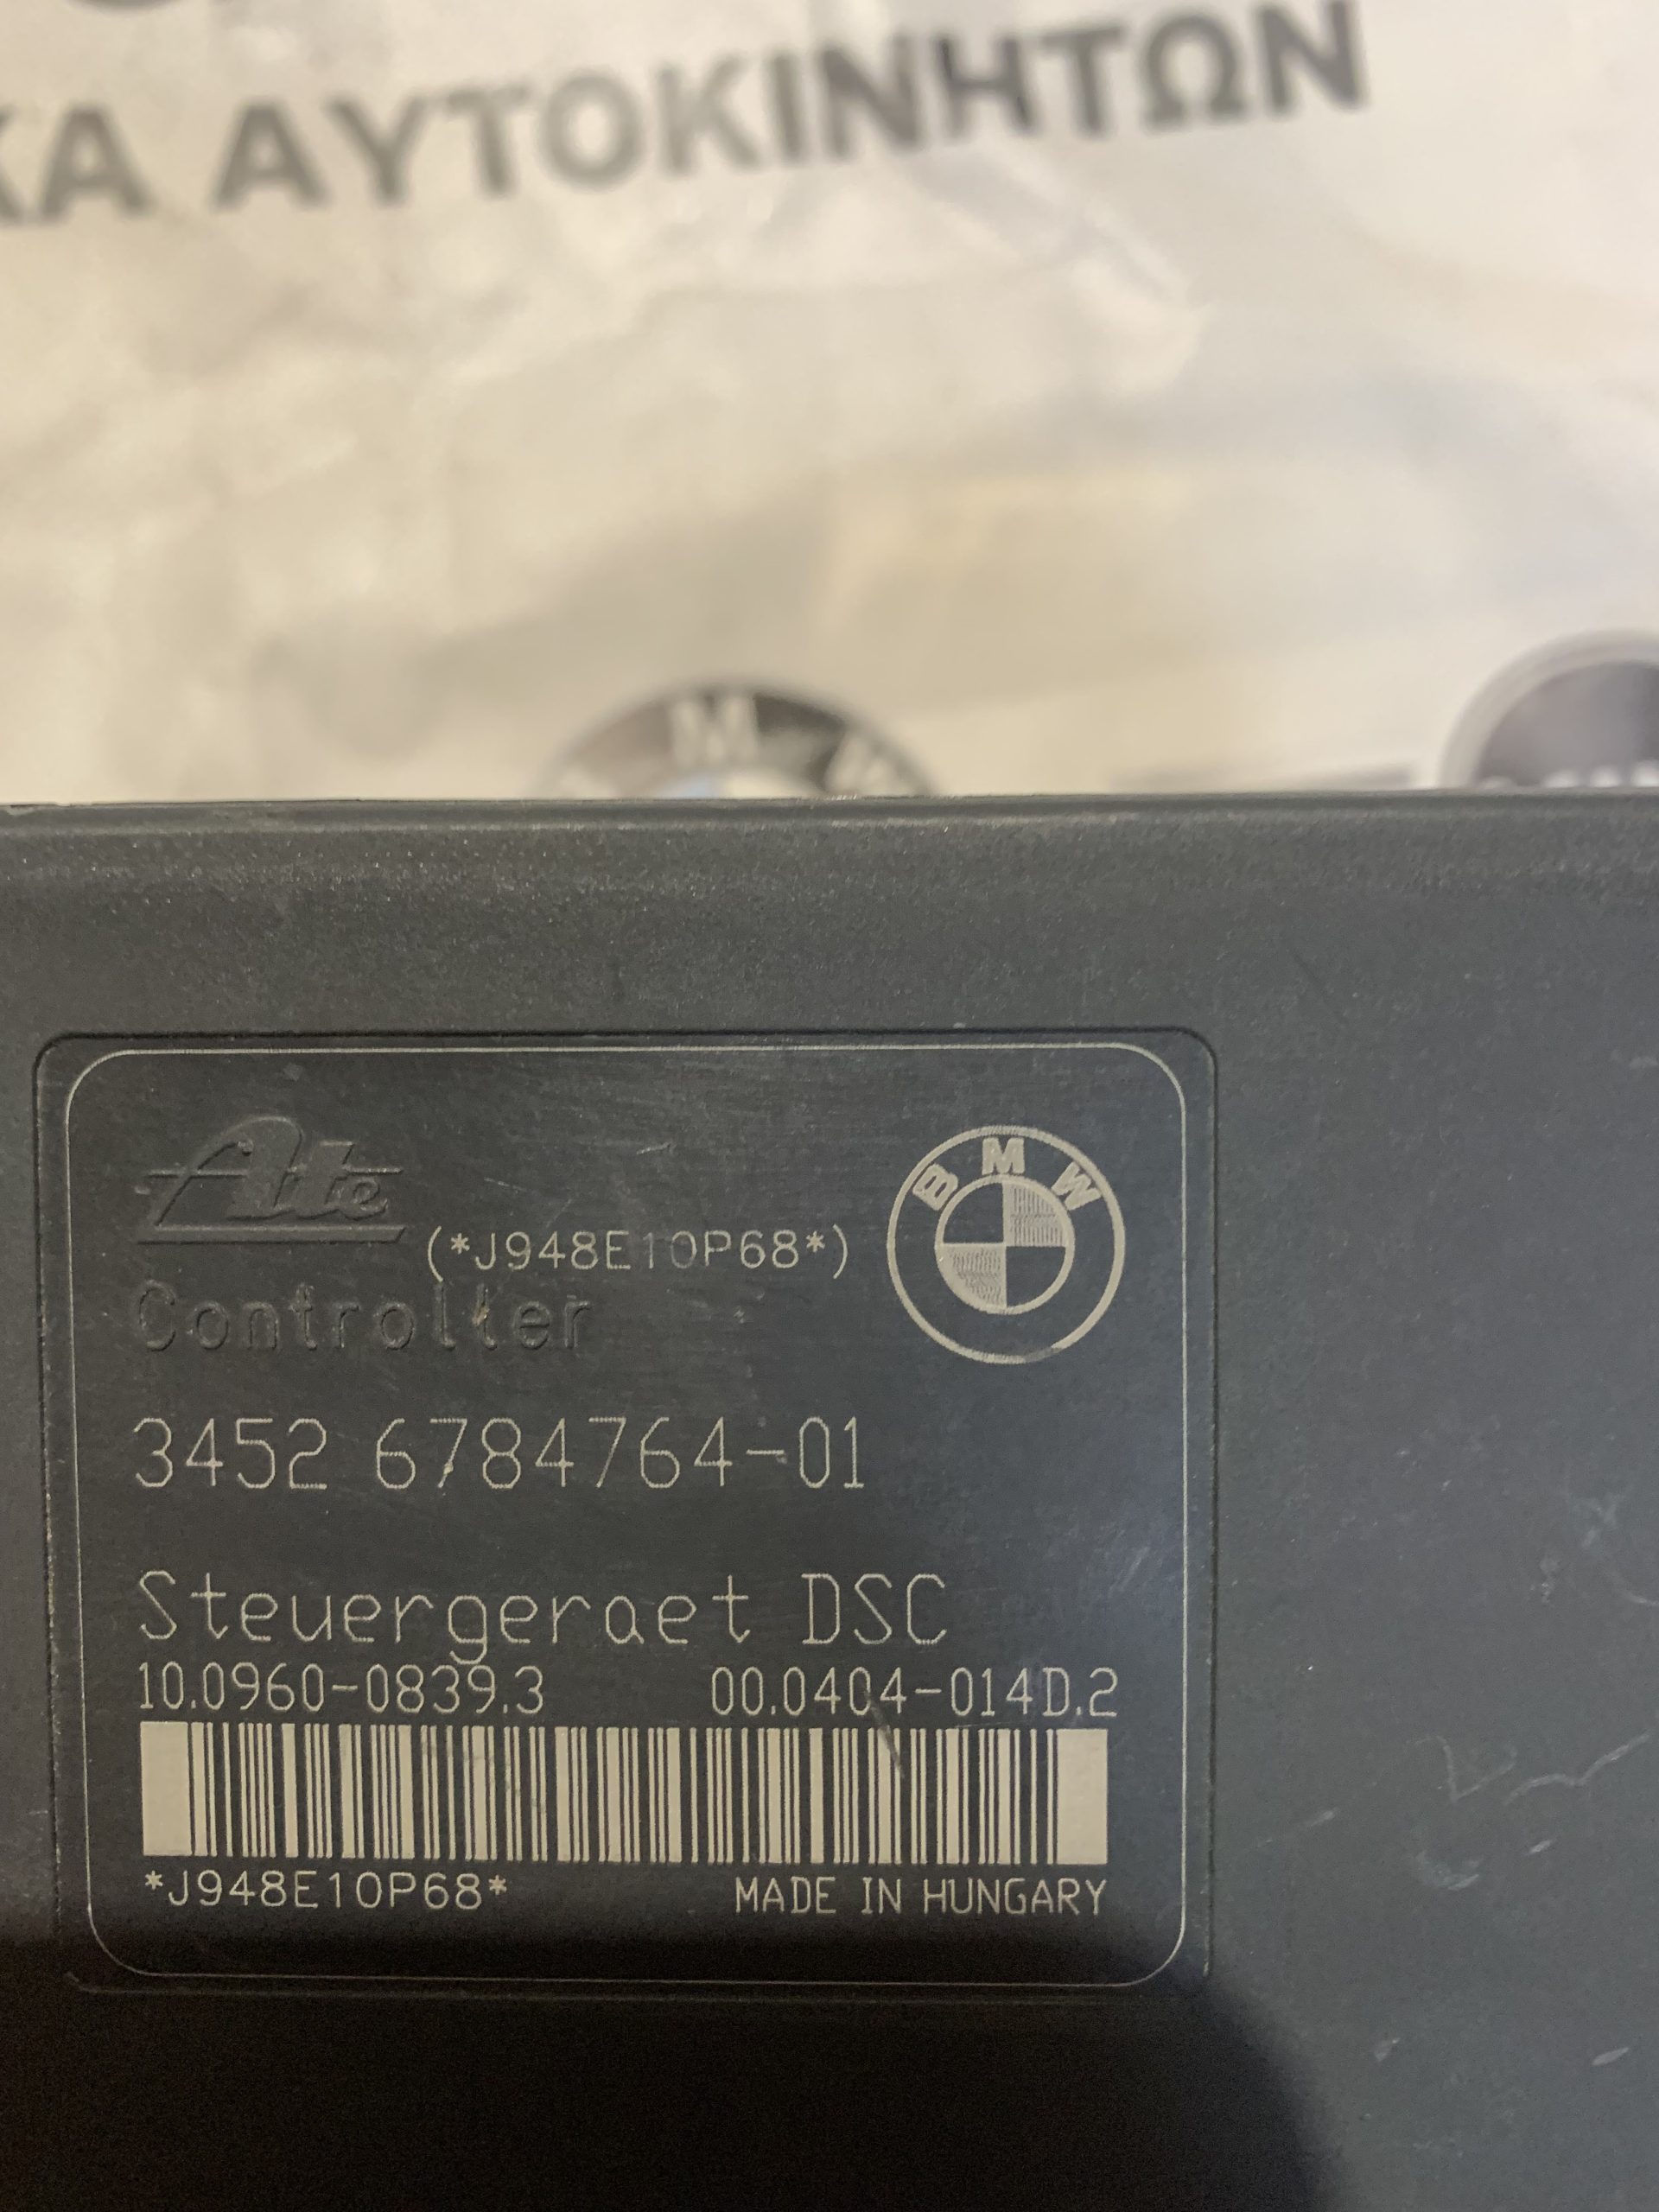 ΚΑ ΑΥΤΟΚΙΝΗΤΩΝ
M W
Ate
(*J948E10P68*)
BMW
Controller
3452 6784764-01
Steuergeraet DSC
10.0960-0839.3 00.0404-014D.2
*J948E10P68* MADE IN HUNGARY